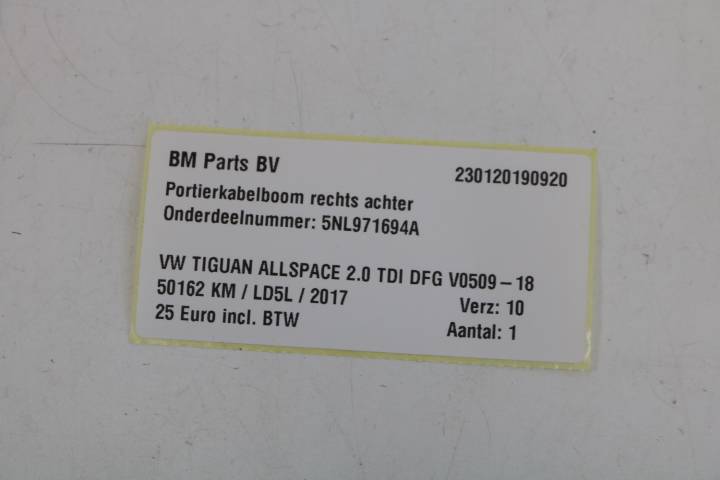 BM Parts BV 230120190920
Portierkabelboom rechts achter
Onderdeelnummer: 5NL971694A
VW TIGUAN ALLSPACE 2.0 TDI DFG V0509-18
50162 KM / LD5L / 2017 Verz: 10
25 Euro incl. BTW Aantal: 1